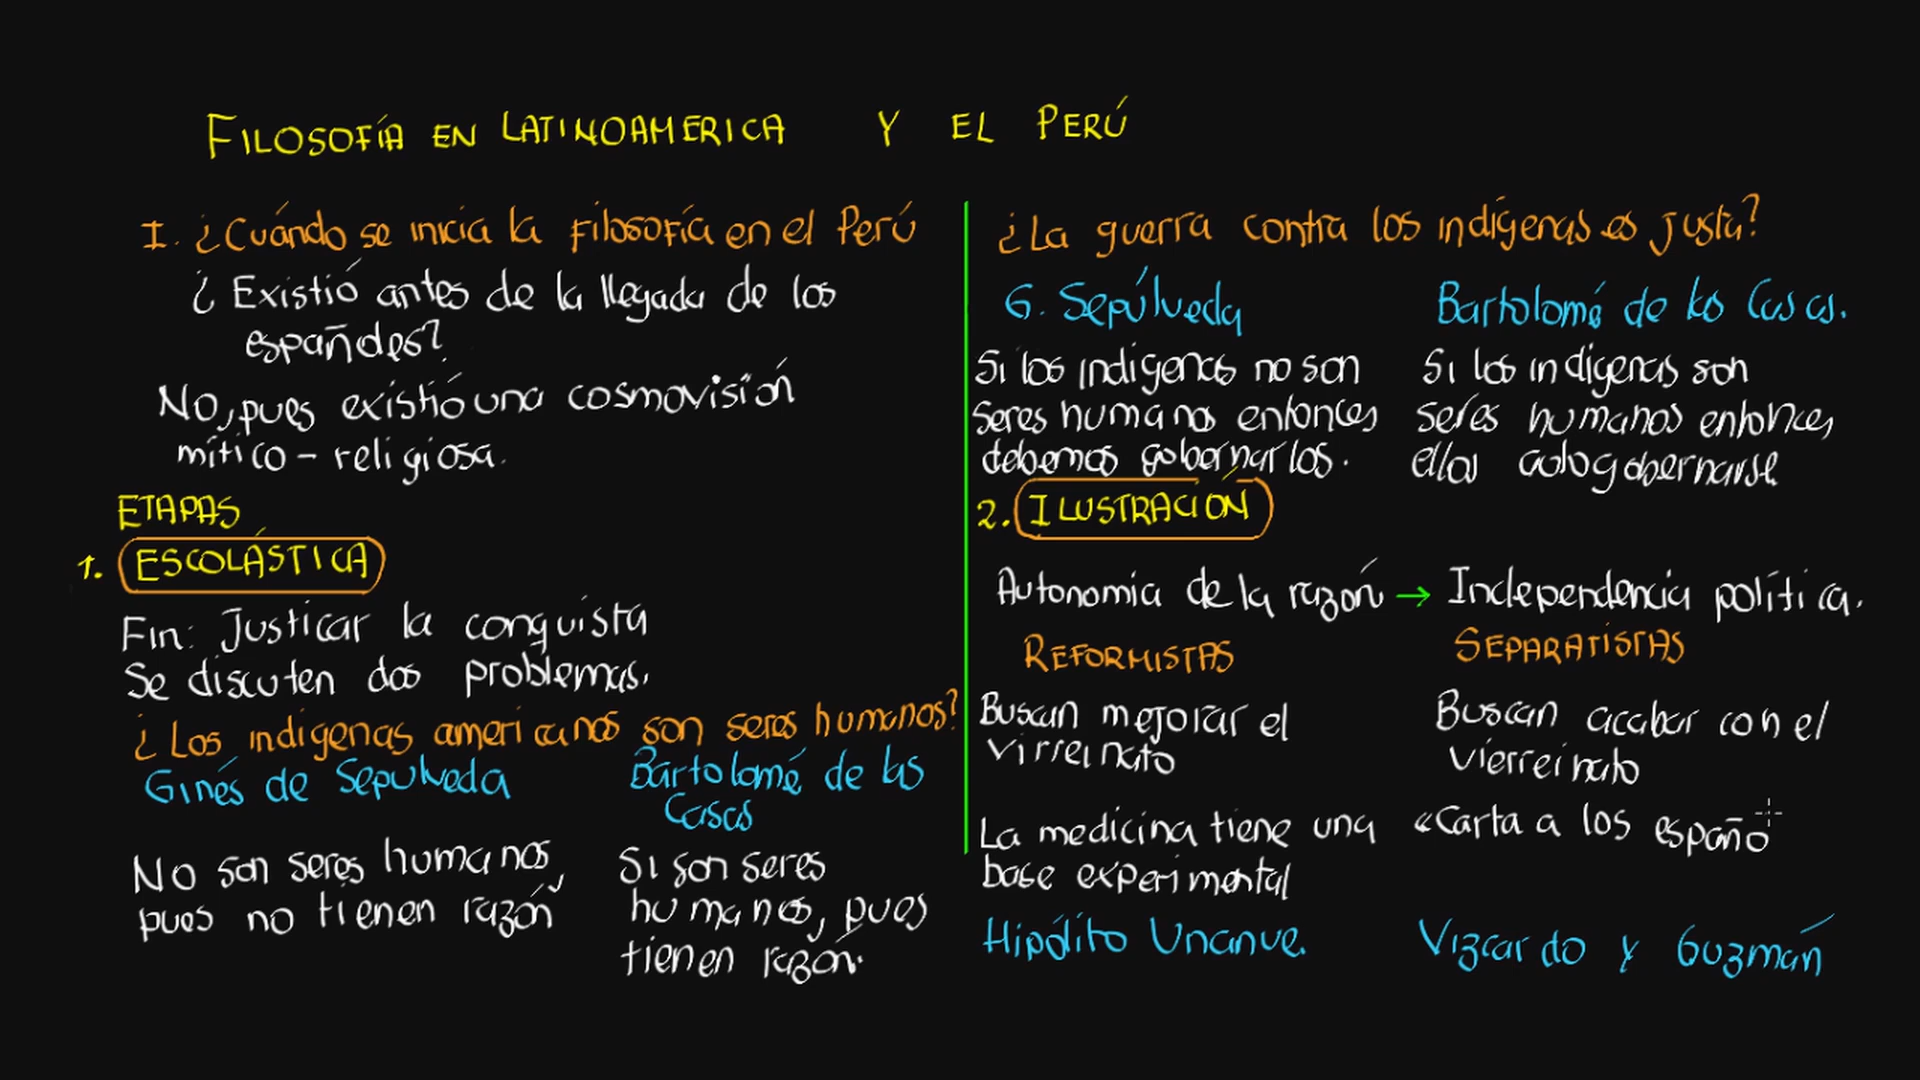 FILOSOFÍA EN LATINOAMERICA Y EL PERÚ
I. ¿Cuándo se inicia la filosofía en el Perú
¿Existió antes de la llegada de los
españoles?
No, pues existió una cosmovisión
mítico - religiosa.
ETAPAS
1. ESCOLÁSTICA
Fin: Justicar la conquista
Se discuten dos problemas.
¿Los indígenas americanos son seres humanos?
Ginés de Sepulveda
No son seres humanos,
pues no tienen razón
Bartolomé de las
Casas
Si son seres
humanos, pues
tienen razón.
¿La guerra contra los indígenas es justa?
G. Sepúlveda
Si los indigenas no son
seres humanos entonces
debemos gobernarlos.
Bartolomé de las Casas.
Si los indígenas son
seres humanos entonces
ellos autogobernarse
2. ILUSTRACIÓN
Autonomia de la razón → Independencia política.
REFORMISTAS
Buscan mejorar el
virreinato
La medicina tiene una
base experimental
Hipólito Unanue.
SEPARATISTAS
Buscan acabar con el
vierreinato
«Carta a los españo
Vizcardo y Guzmán